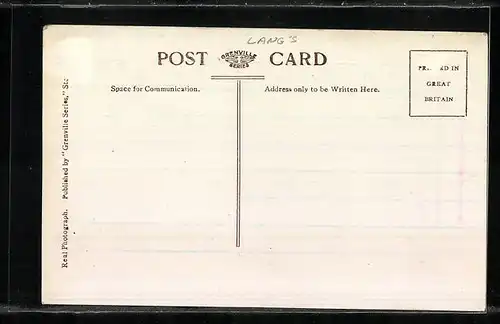 LANG'S
POST CARD
GRENVILLE
SERIES
Space for Communication.
Address only to be Written Here.
IN
GREAT
BRITAIN
Real Photograph. Published by "Grenville Series,"